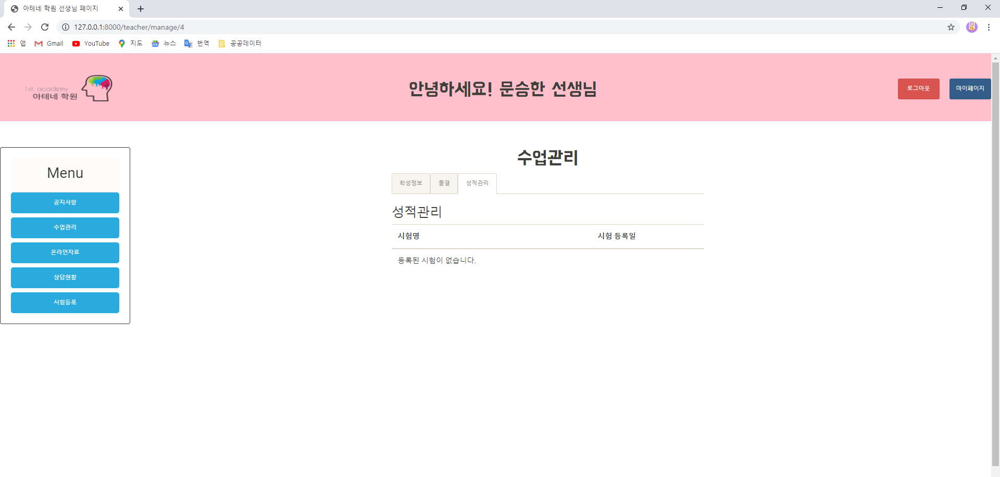 아테네 학원 선생님 페이지
127.0.0.1:8000/teacher/manage/4
앱 Gmail YouTube 지도 뉴스 번역 공공데이터
1st. academy
아테네 학원
안녕하세요! 문승한 선생님
로그아웃 마이페이지
수업관리
Menu
공지사항
수업관리
온라인자료
상담현황
시험등록
학생정보 출결 성적관리
성적관리
시험명 시험 등록일
등록된 시험이 없습니다.